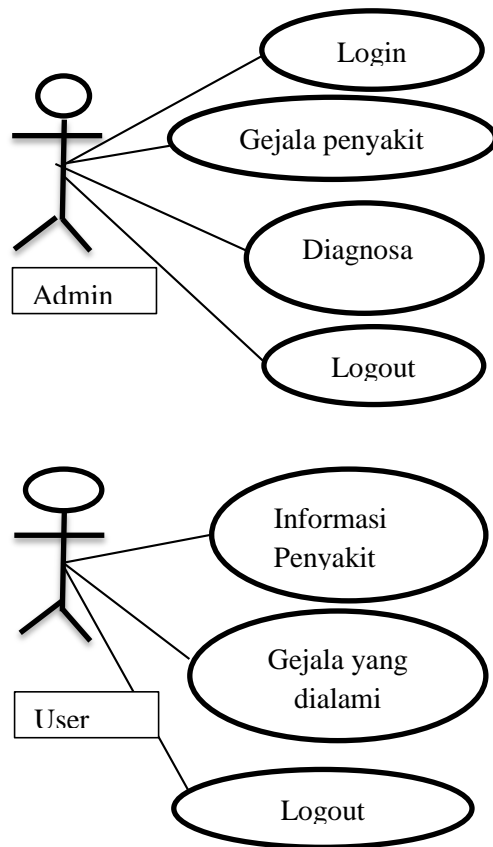 Login
Gejala penyakit
Diagnosa
Admin
Logout
Informasi
Penyakit
Gejala yang
dialami
User
Logout